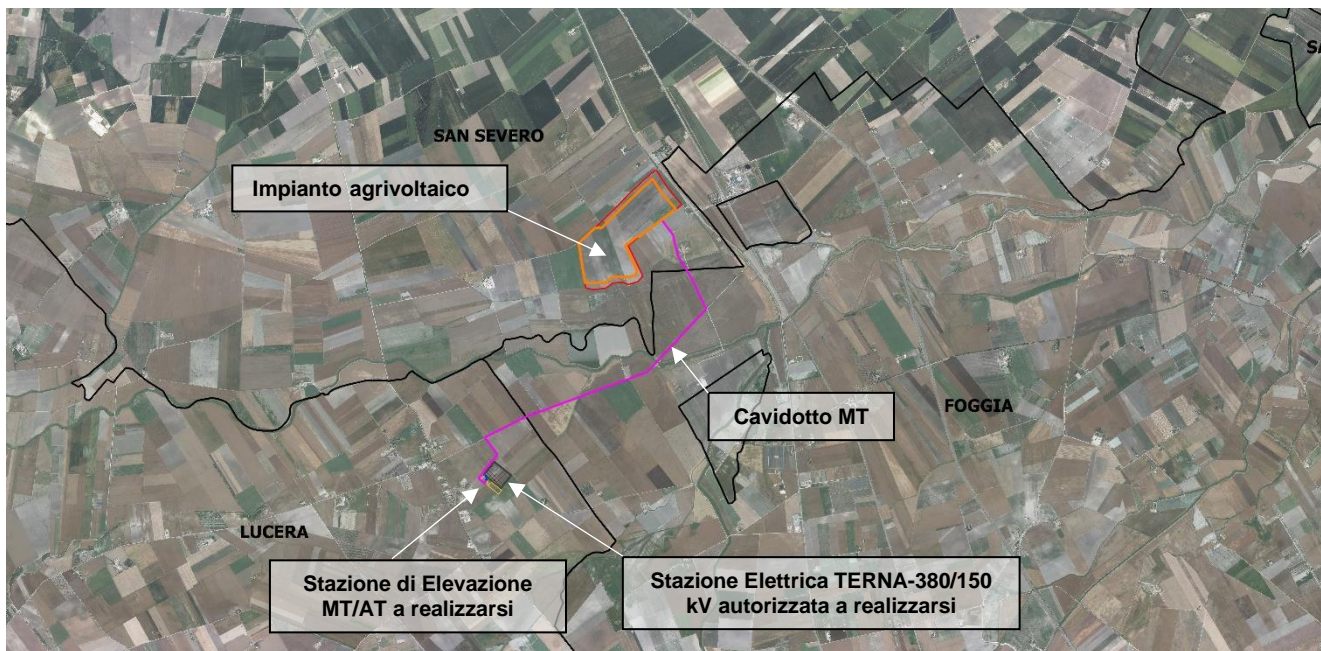 SA
SAN SEVERO
Impianto agrivoltaico
Cavidotto MT
FOGGIA
LUCERA
Stazione di Elevazione
MT/AT a realizzarsi
Stazione Elettrica TERNA-380/150
kV autorizzata a realizzarsi